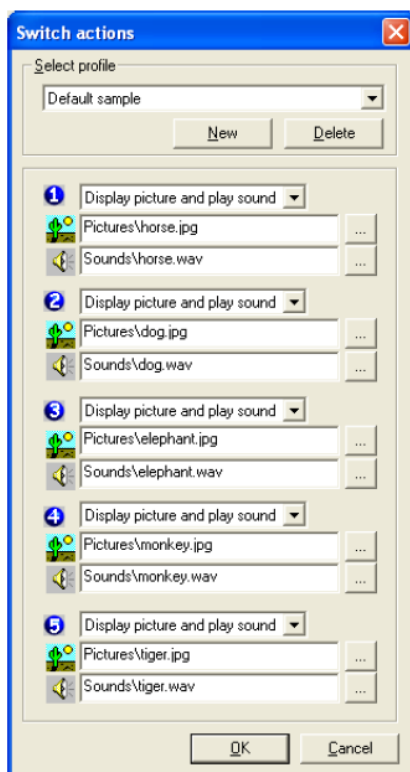 Switch actions
Select profile
Default sample
New Delete
1 Display picture and play sound
Pictures\horse.jpg ...
Sounds\horse.wav ...
2 Display picture and play sound
Pictures\dog.jpg ...
Sounds\dog.wav ...
3 Display picture and play sound
Pictures\elephant.jpg ...
Sounds\elephant.wav ...
4 Display picture and play sound
Pictures\monkey.jpg ...
Sounds\monkey.wav ...
5 Display picture and play sound
Pictures\tiger.jpg ...
Sounds\tiger.wav ...
OK Cancel